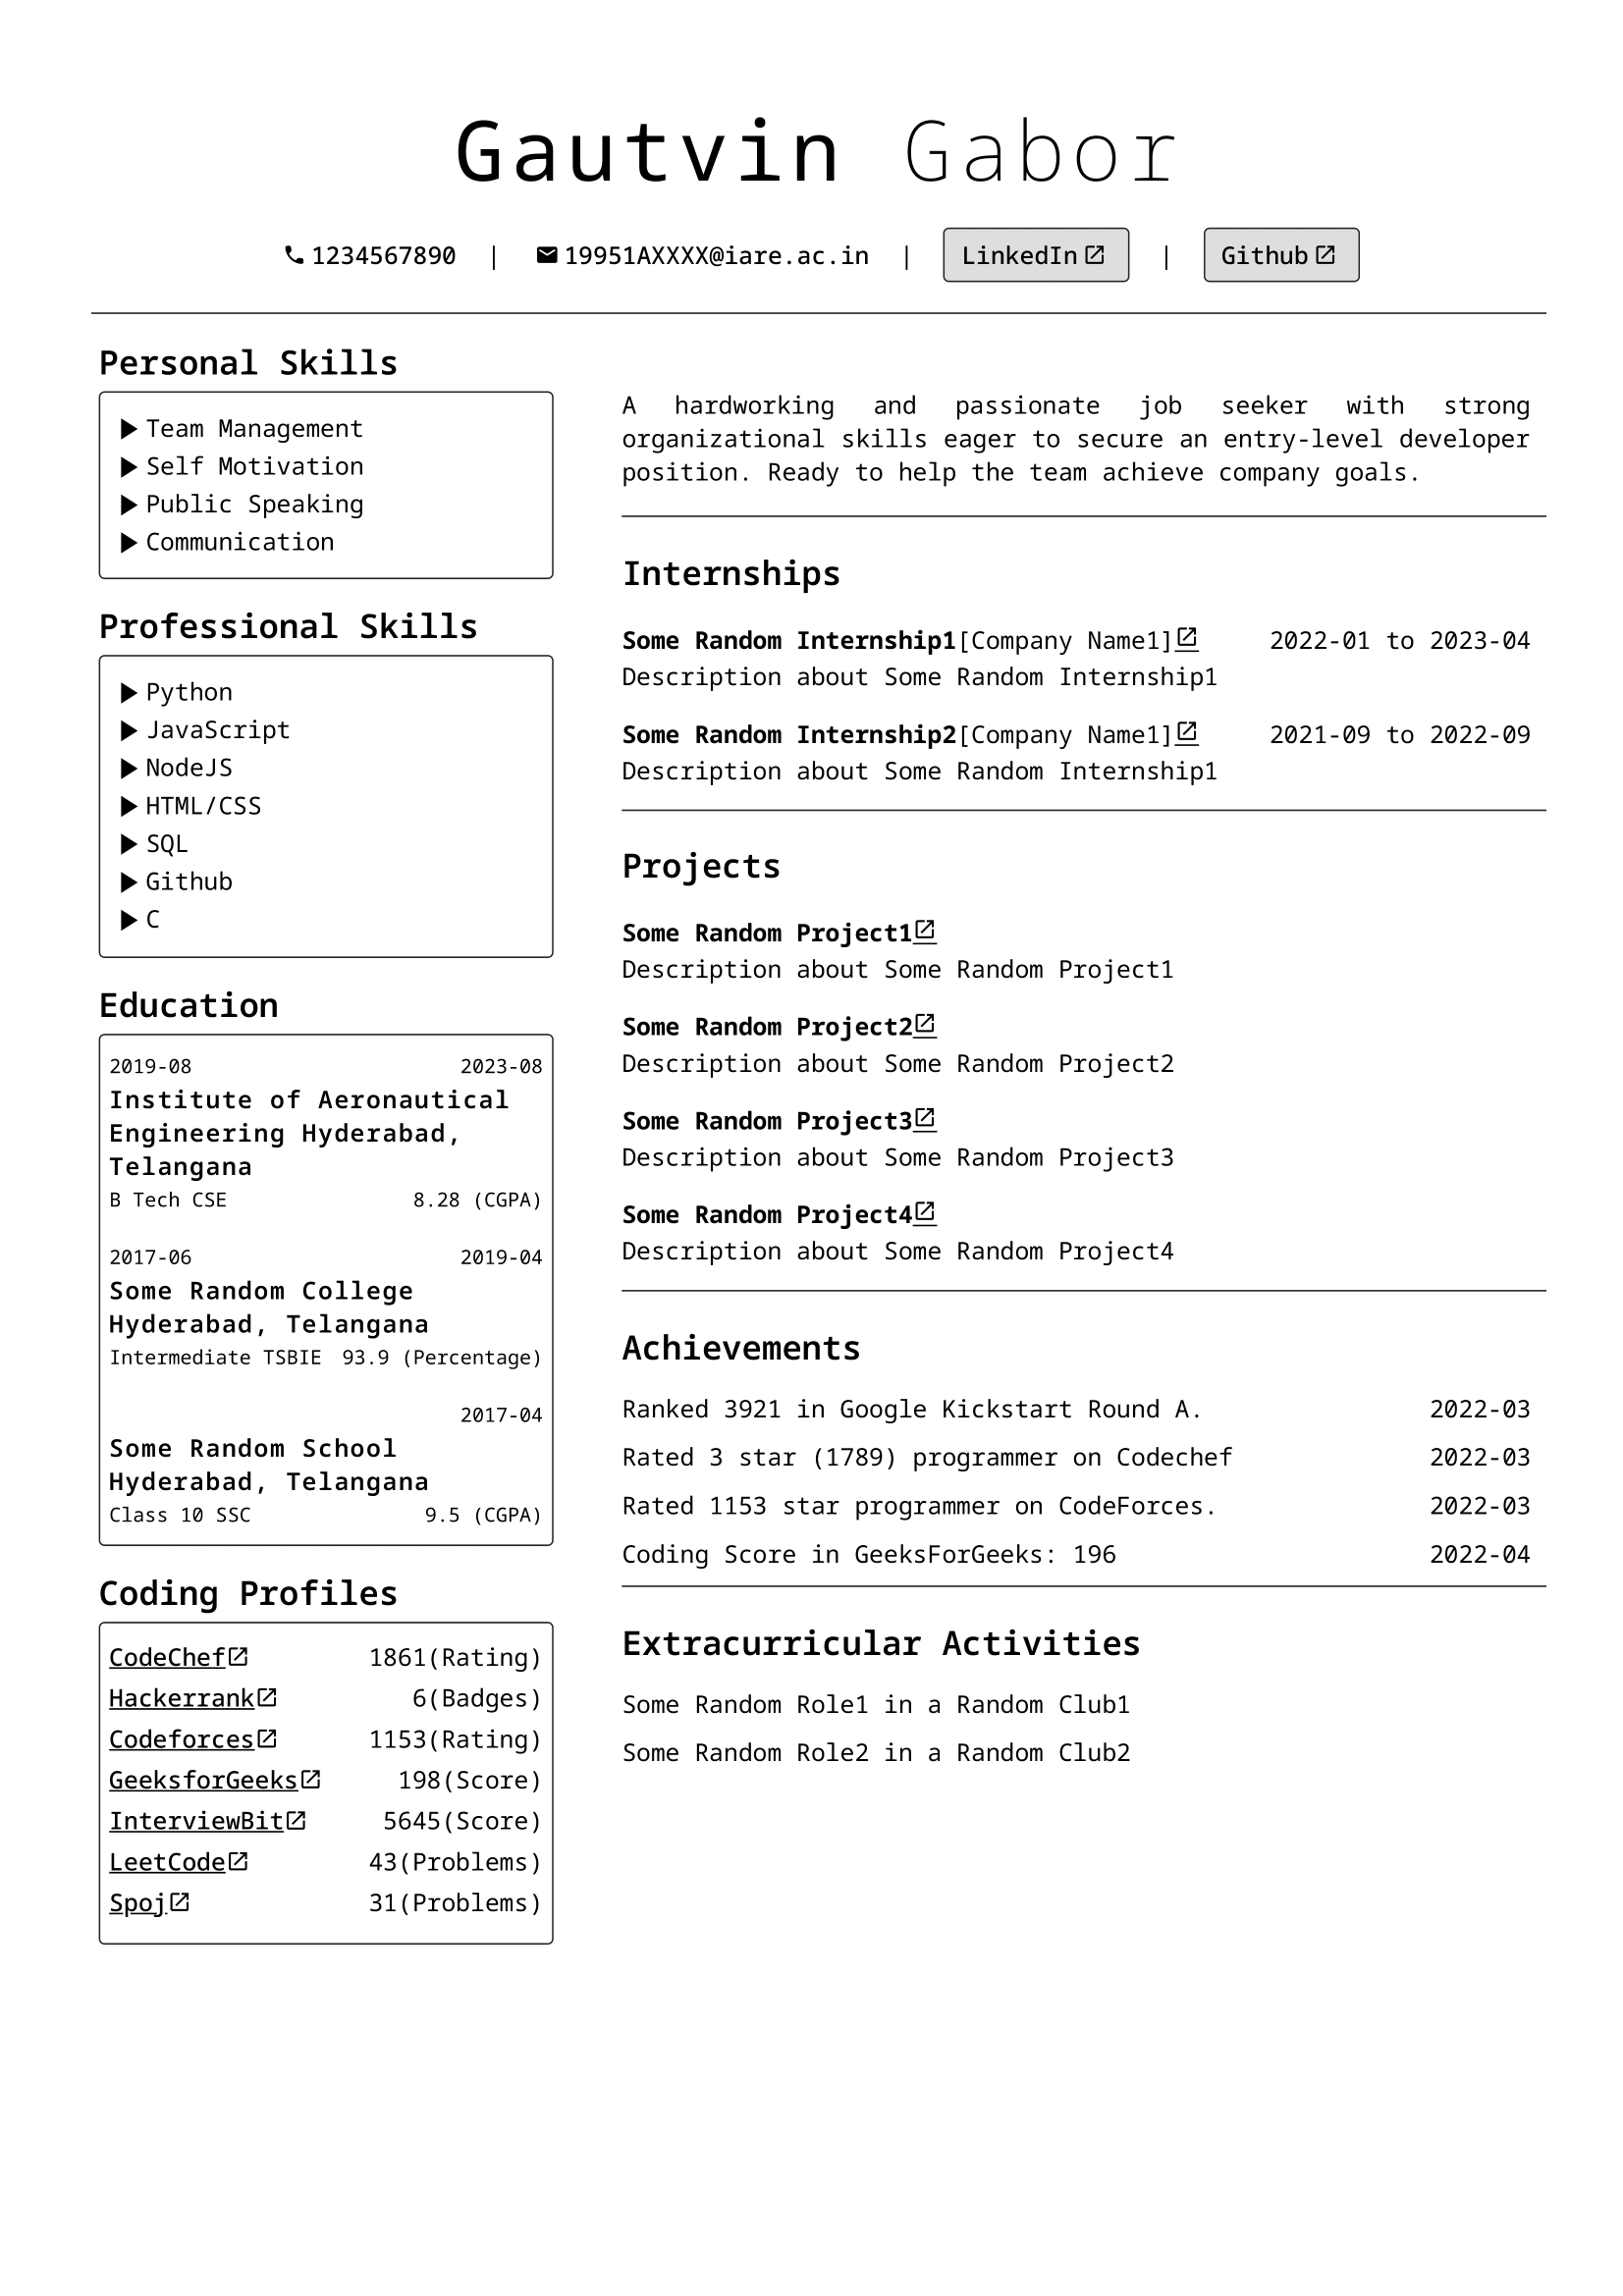 Gautvin Gabor
1234567890 | 19951AXXXX@iare.ac.in | LinkedIn | Github
Personal Skills
Team Management
Self Motivation
Public Speaking
Communication
Professional Skills
Python
JavaScript
NodeJS
HTML/CSS
SQL
Github
C
Education
2019-08 2023-08
Institute of Aeronautical
Engineering Hyderabad,
Telangana
B Tech CSE 8.28 (CGPA)
2017-06 2019-04
Some Random College
Hyderabad, Telangana
Intermediate TSBIE 93.9 (Percentage)
2017-04
Some Random School
Hyderabad, Telangana
Class 10 SSC 9.5 (CGPA)
Coding Profiles
CodeChef 1861(Rating)
Hackerrank 6(Badges)
Codeforces 1153(Rating)
GeeksforGeeks 198(Score)
InterviewBit 5645(Score)
LeetCode 43(Problems)
Spoj 31(Problems)
A hardworking and passionate job seeker with strong
organizational skills eager to secure an entry-level developer
position. Ready to help the team achieve company goals.
Internships
Some Random Internship1[Company Name1] 2022-01 to 2023-04
Description about Some Random Internship1
Some Random Internship2[Company Name1] 2021-09 to 2022-09
Description about Some Random Internship1
Projects
Some Random Project1
Description about Some Random Project1
Some Random Project2
Description about Some Random Project2
Some Random Project3
Description about Some Random Project3
Some Random Project4
Description about Some Random Project4
Achievements
Ranked 3921 in Google Kickstart Round A. 2022-03
Rated 3 star (1789) programmer on Codechef 2022-03
Rated 1153 star programmer on CodeForces. 2022-03
Coding Score in GeeksForGeeks: 196 2022-04
Extracurricular Activities
Some Random Role1 in a Random Club1
Some Random Role2 in a Random Club2